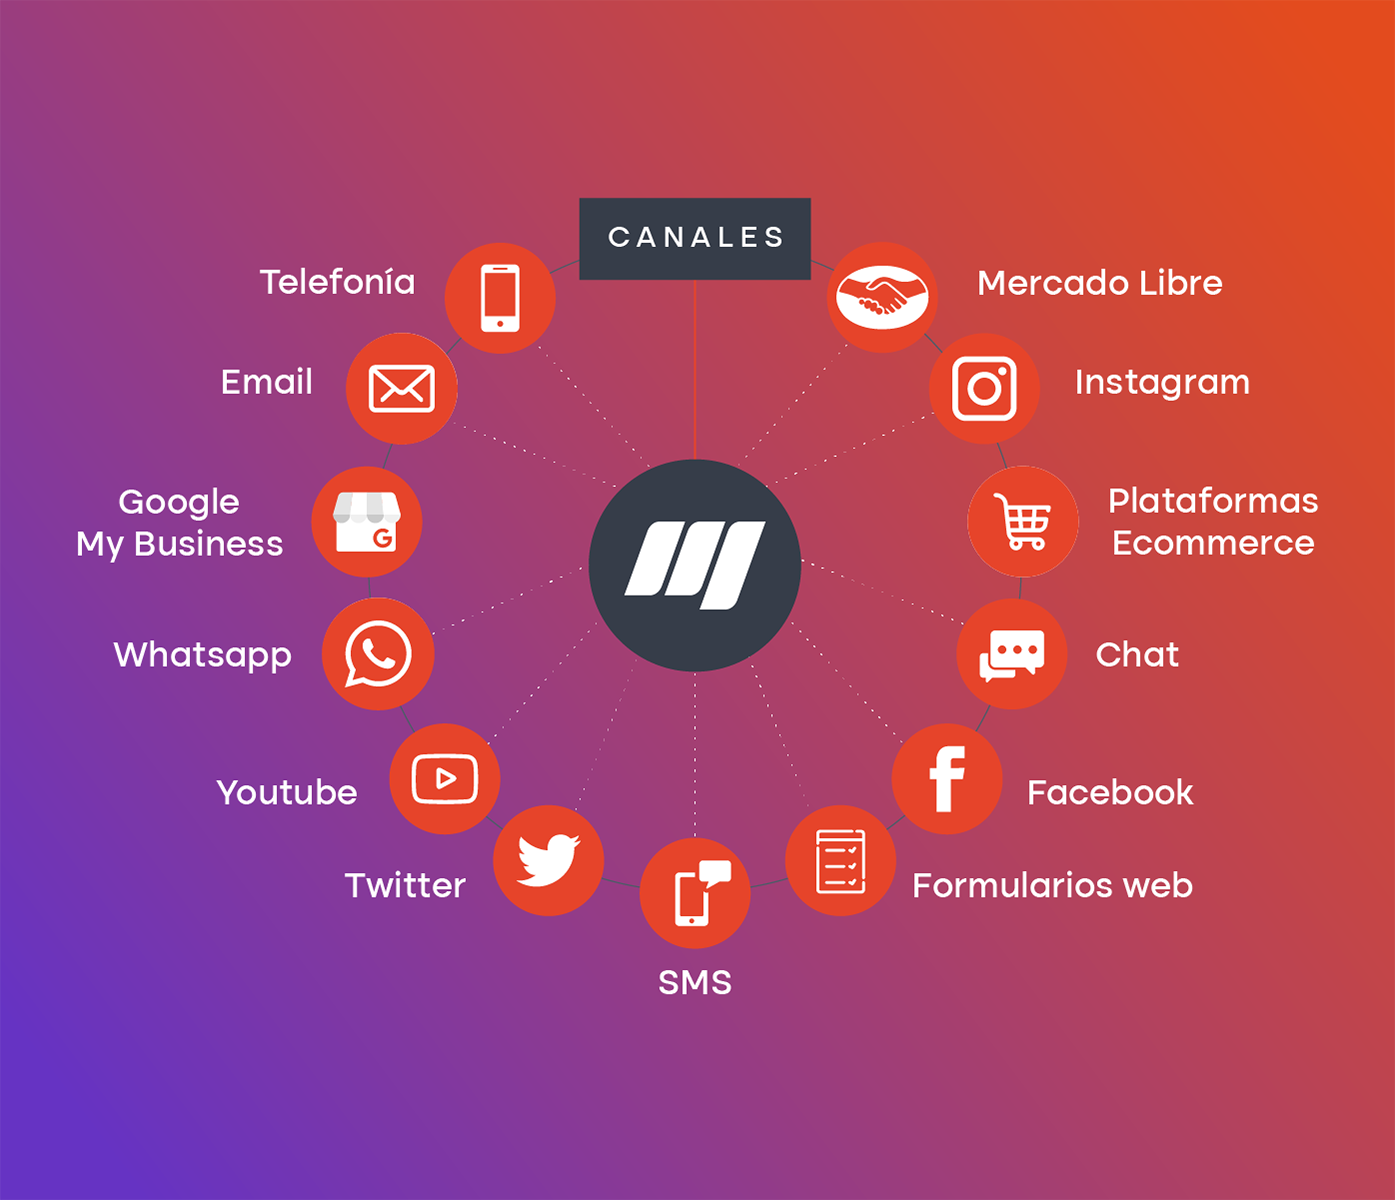 CANALES
Telefonía
Mercado Libre
Email
Instagram
Google
My Business
Plataformas
Ecommerce
Whatsapp
Chat
Youtube
Facebook
Twitter
Formularios web
SMS